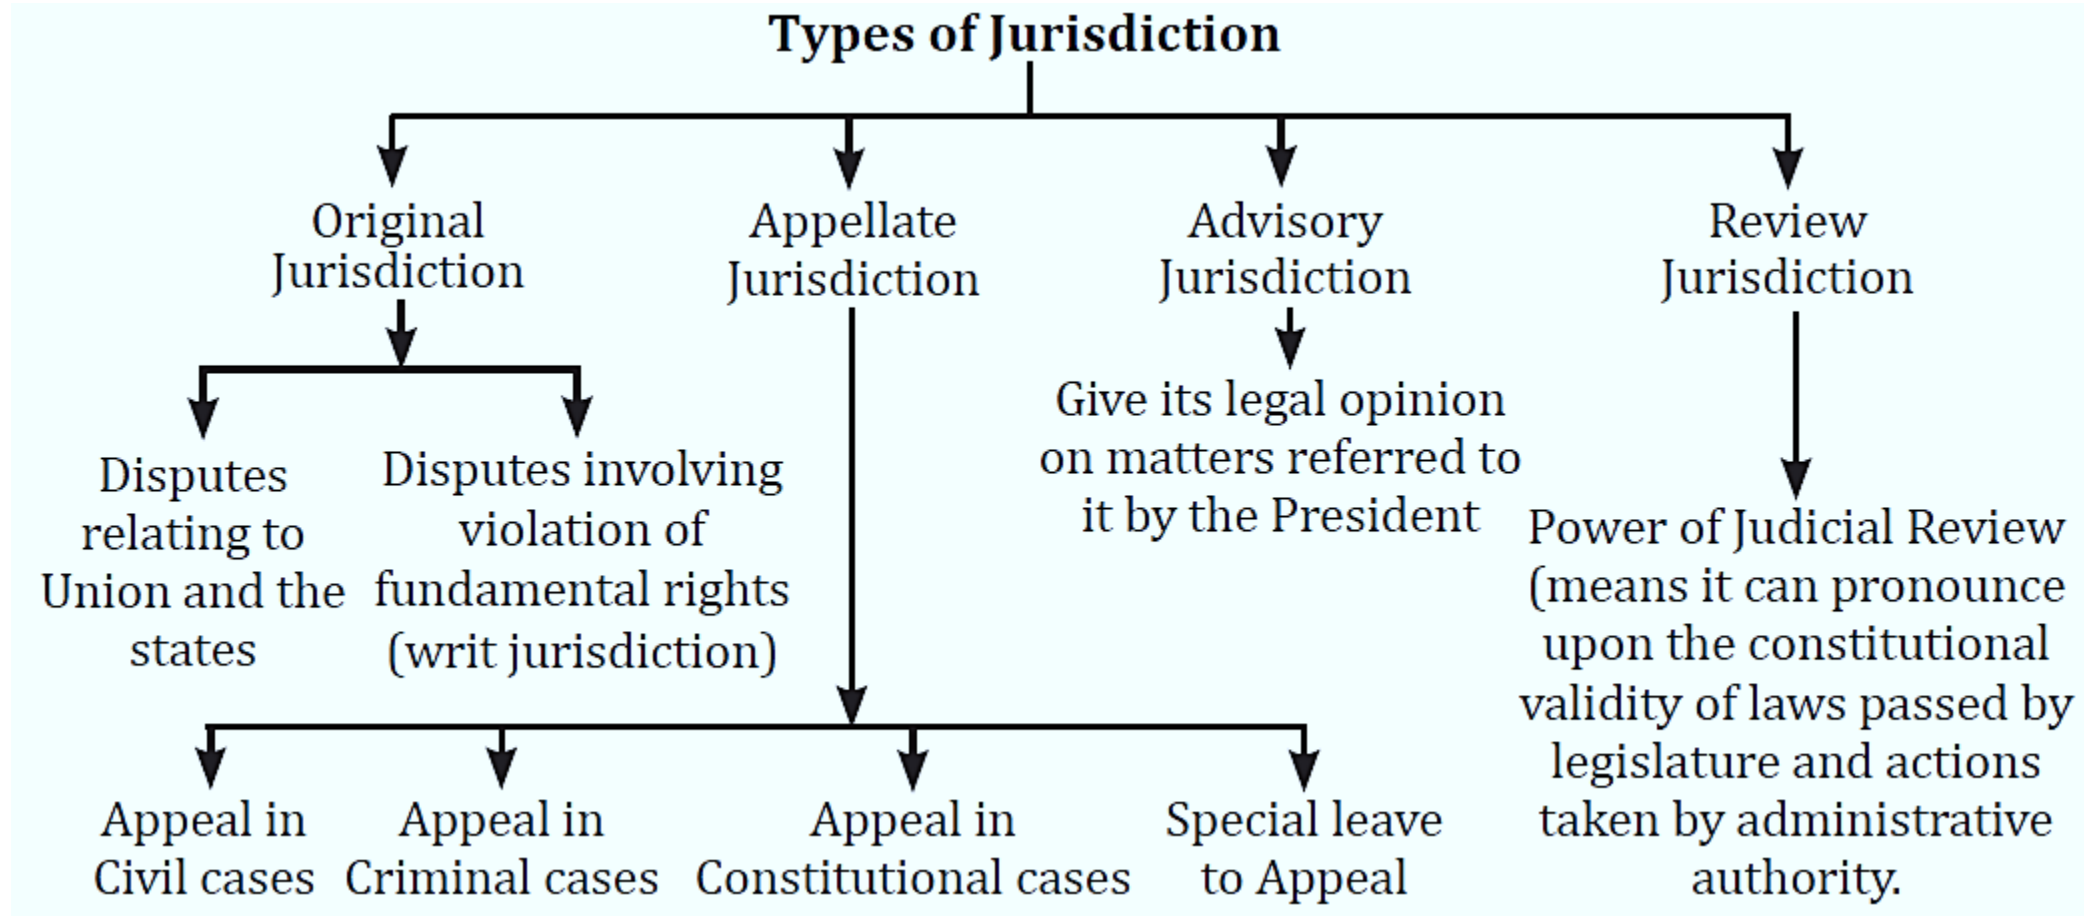 Types of Jurisdiction
Original
Jurisdiction
Appellate
Jurisdiction
Advisory
Jurisdiction
Review
Jurisdiction
Disputes
relating to
Union and the
states
Disputes involving
violation of
fundamental rights
(writ jurisdiction)
Give its legal opinion
on matters referred to
it by the President
Power of Judicial Review
(means it can pronounce
upon the constitutional
validity of laws passed by
legislature and actions
taken by administrative
authority.
Appeal in
Civil cases
Appeal in
Criminal cases
Appeal in
Constitutional cases
Special leave
to Appeal